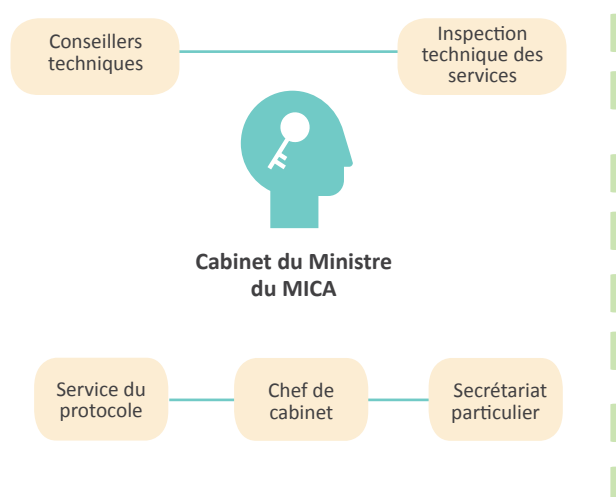 Conseillers
techniques
Inspection
technique des
services
Cabinet du Ministre
du MICA
Service du
protocole
Chef de
cabinet
Secrétariat
particulier